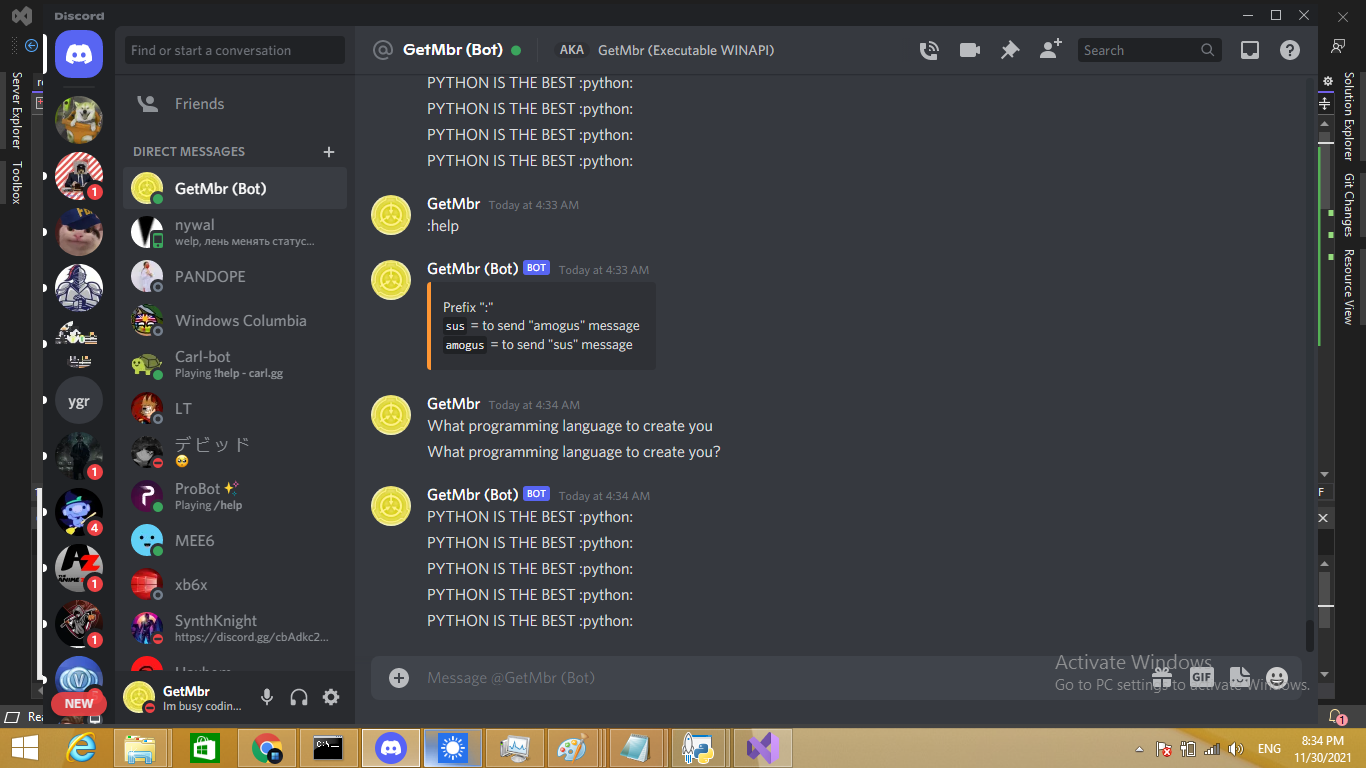 Discord
Find or start a conversation
Friends
DIRECT MESSAGES
GetMbr (Bot)
nywal
welp, лень менять статус...
PANDOPE
Windows Columbia
Carl-bot
Playing !help - carl.gg
LT
デビッド
ProBot
Playing /help
MEE6
xb6x
SynthKnight
https://discord.gg/cbAdkc2...
GetMbr
Im busy codin...
Server Explorer
Toolbox
1
ygr
1
4
1
1
NEW
GetMbr (Bot)
AKA GetMbr (Executable WINAPI)
Search
PYTHON IS THE BEST :python:
PYTHON IS THE BEST :python:
PYTHON IS THE BEST :python:
PYTHON IS THE BEST :python:
GetMbr Today at 4:33 AM
:help
GetMbr (Bot) BOT Today at 4:33 AM
Prefix ":"
sus = to send "amogus" message
amogus = to send "sus" message
GetMbr Today at 4:34 AM
What programming language to create you
What programming language to create you?
GetMbr (Bot) BOT Today at 4:34 AM
PYTHON IS THE BEST :python:
PYTHON IS THE BEST :python:
PYTHON IS THE BEST :python:
PYTHON IS THE BEST :python:
PYTHON IS THE BEST :python:
Message @GetMbr (Bot)
GIF
Activate Windows
Go to PC settings to activate Windows.
Solution Explorer
Git Changes
Resource View
F
Rea
1
C:\.
ENG
8:34 PM
11/30/2021